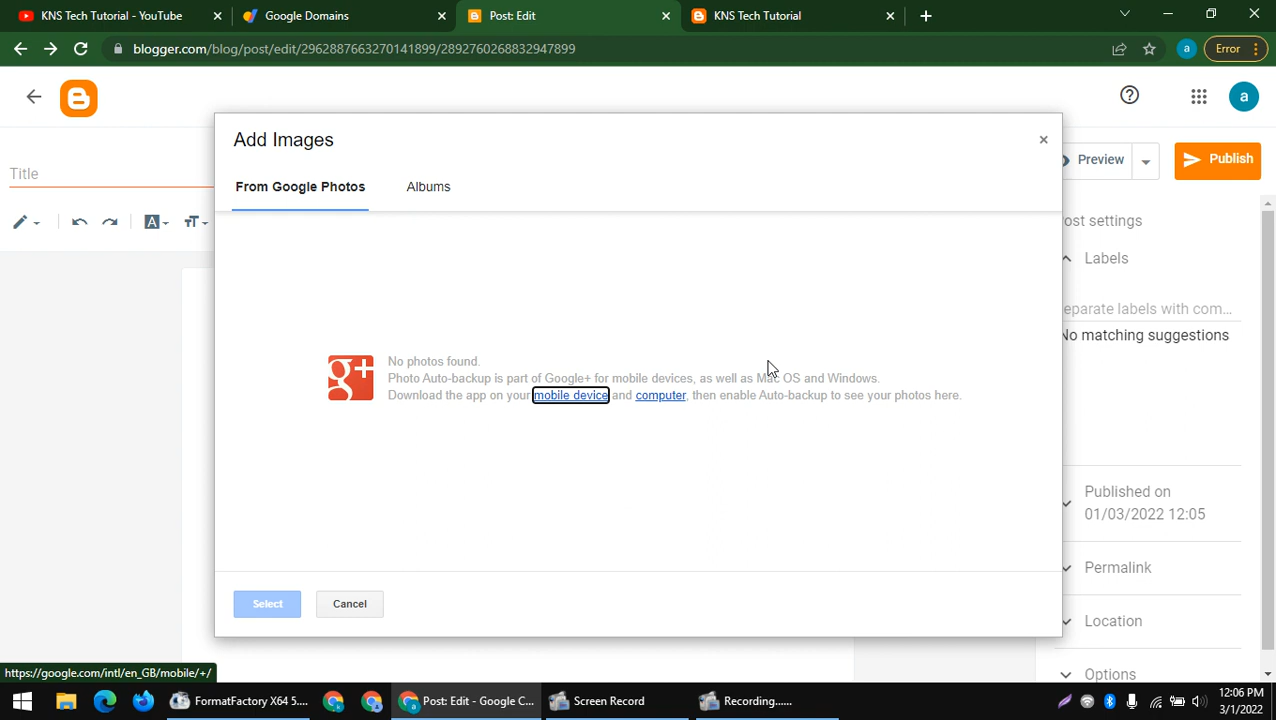 KNS Tech Tutorial - YouTube
Google Domains
Post: Edit
KNS Tech Tutorial
blogger.com/blog/post/edit/2962887663270141899/2892760268832947899
Error
a
Add Images
From Google Photos
Albums
Title
Preview
Publish
ost settings
Labels
eparate labels with com...
No matching suggestions
No photos found.
Photo Auto-backup is part of Google+ for mobile devices, as well as Mac OS and Windows.
Download the app on your mobile device and computer, then enable Auto-backup to see your photos here.
Published on
01/03/2022 12:05
Permalink
Location
Options
Select
Cancel
https://google.com/intl/en_GB/mobile/+/
FormatFactory X64 5....
Post: Edit - Google C...
Screen Record
Recording......
12:06 PM
3/1/2022